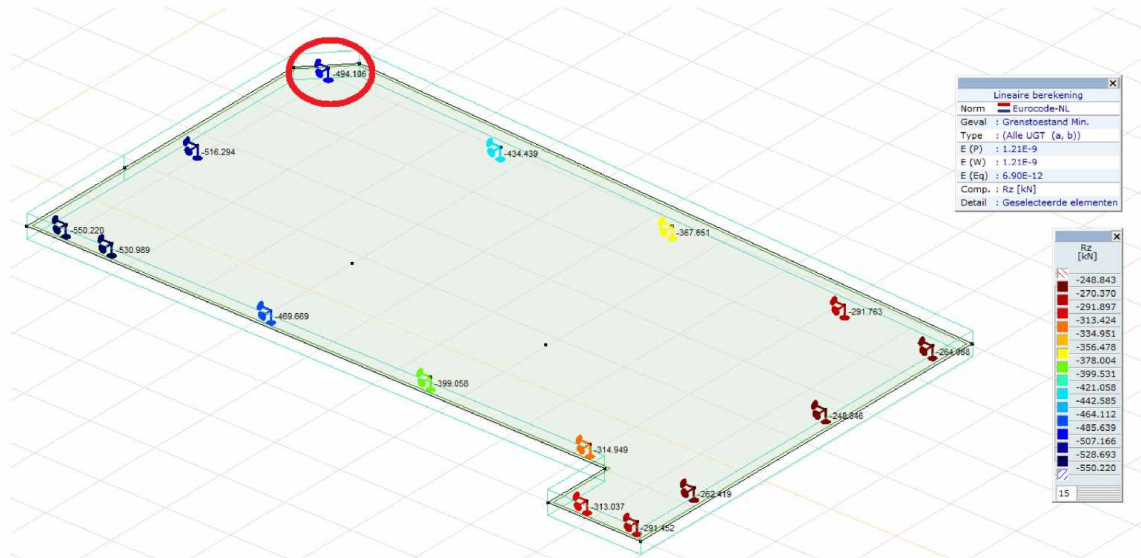 -494.106
-516.294
-434.439
-550.220
-530.989
-367.651
-469.669
-291.763
-264.068
-399.058
-248.846
-314.949
-262.419
-313.037
-291.452
Lineaire berekening
Norm Eurocode-NL
Geval : Grenstoestand Min.
Type : (Alle UGT (a, b))
E (P) : 1.21E-9
E (W) : 1.21E-9
E (Eq) : 6.90E-12
Comp. : Rz [kN]
Detail : Geselecteerde elementen
Rz
[kN]
-248.843
-270.370
-291.897
-313.424
-334.951
-356.478
-378.004
-399.531
-421.058
-442.585
-464.112
-485.639
-507.166
-528.693
-550.220
15